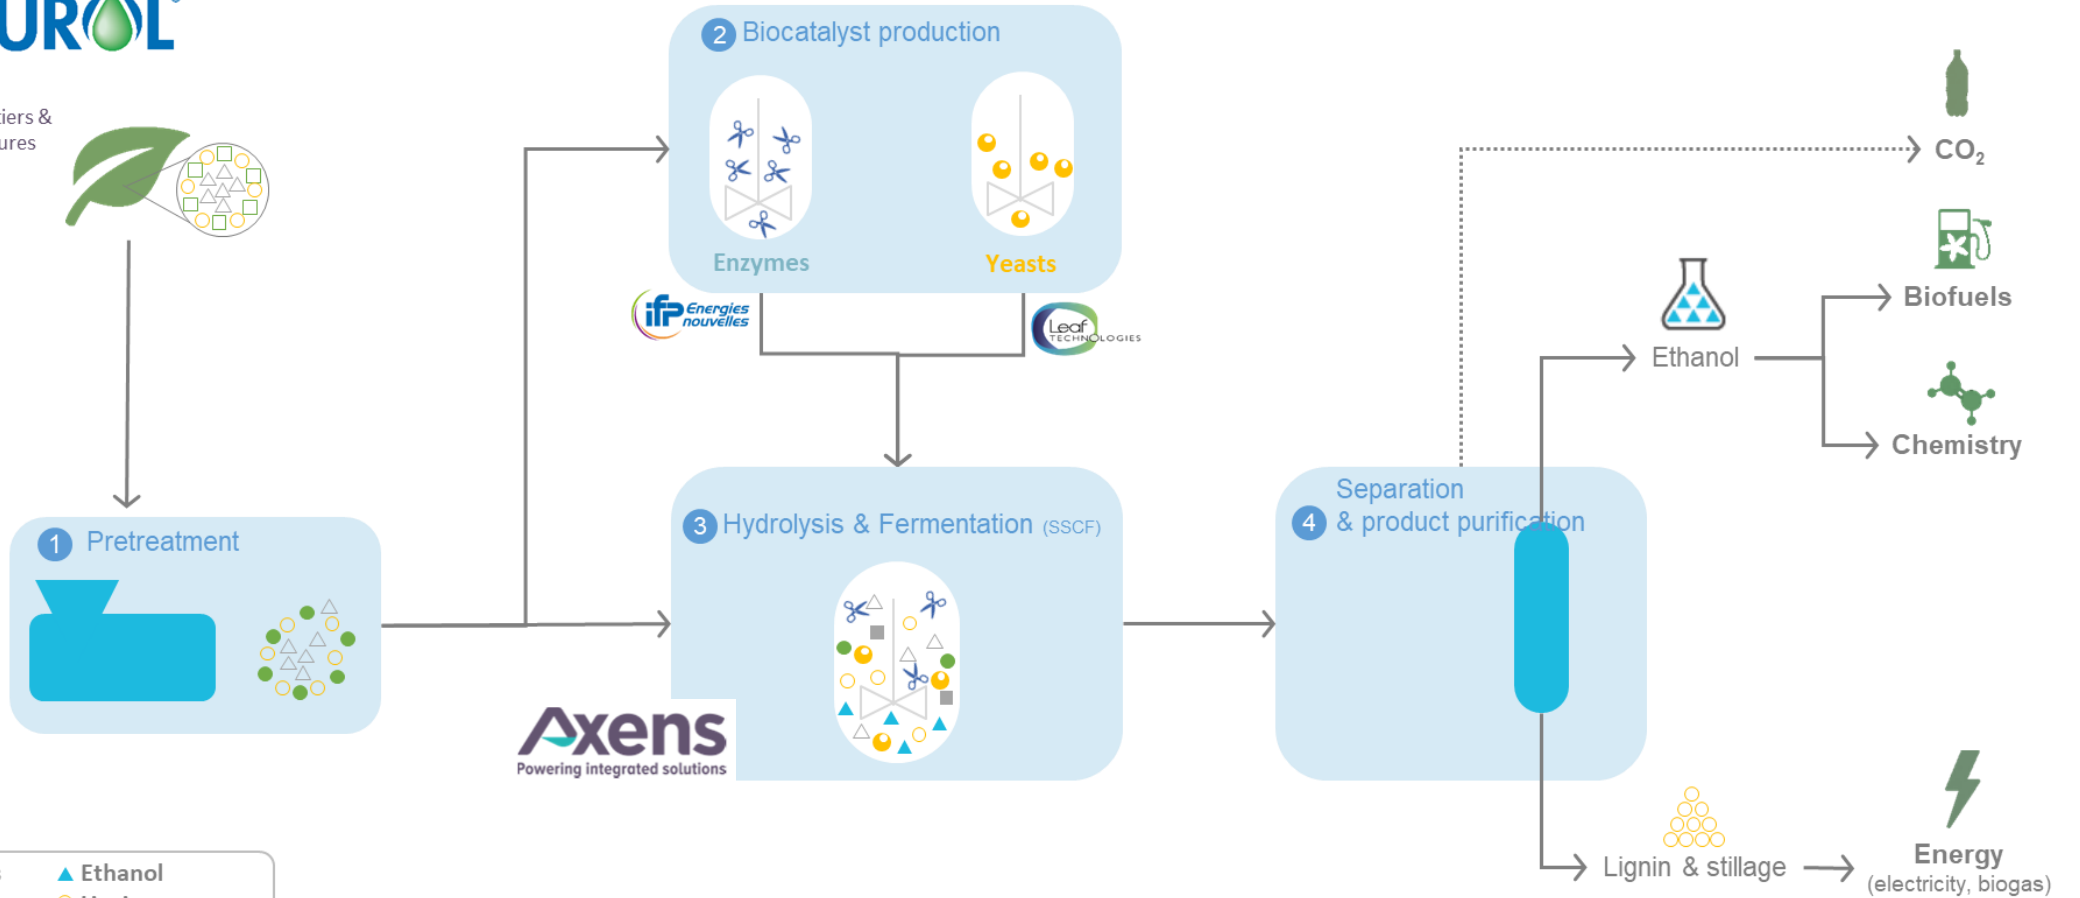 UROL
2 Biocatalyst production
iers &
ures
Enzymes
Yeasts
CO₂
ifp Energies
nouvelles
Leaf
TECHNOLOGIES
Biofuels
Ethanol
Chemistry
1 Pretreatment
3 Hydrolysis & Fermentation (SSCF)
Separation
4 & product purification
Axens
Powering integrated solutions
Lignin & stillage
Energy
(electricity, biogas)
Ethanol